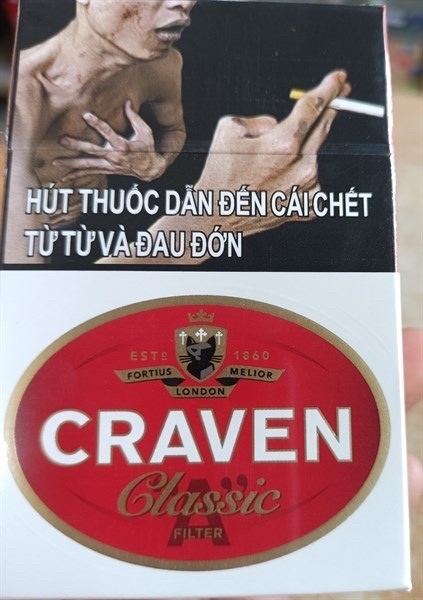 HÚT THUỐC DẪN ĐẾN CÁI CHẾT
TỪ TỪ VÀ ĐAU ĐỚN
ESTD 1860
FORTIUS MELIOR
LONDON
CRAVEN
Classic
"A"
FILTER